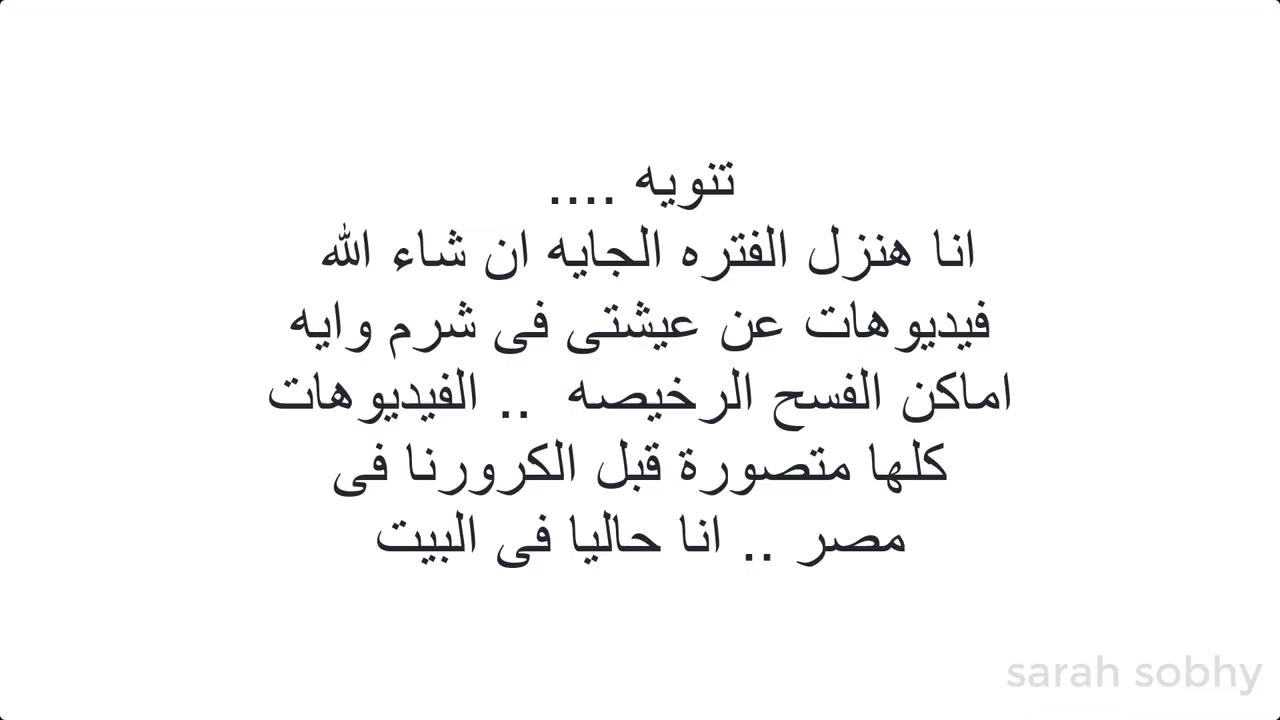 تنويه ....
انا هنزل الفتره الجايه ان شاء الله
فيديوهات عن عيشتى فى شرم وايه
اماكن الفسح الرخيصه .. الفيديوهات
كلها متصورة قبل الكرورنا فى
مصر .. انا حاليا فى البيت
sarah sobhy